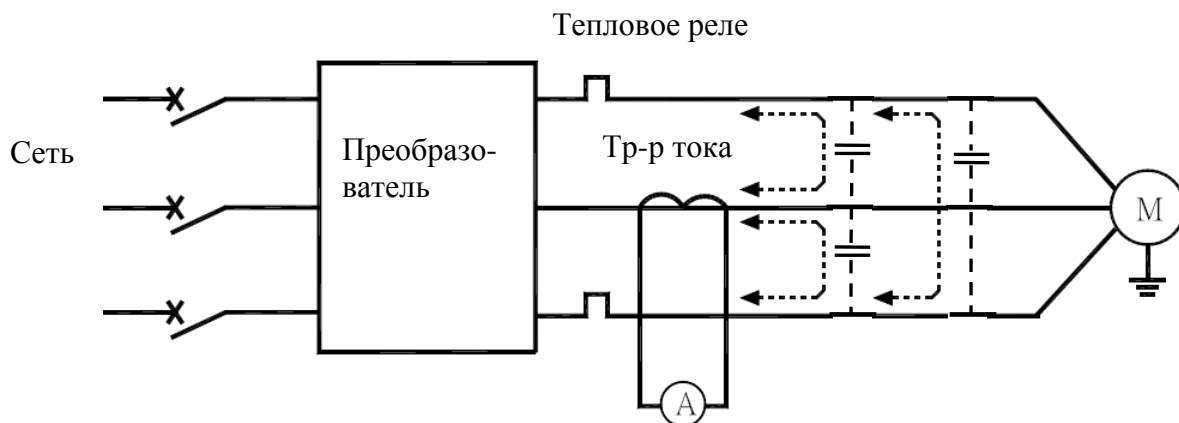 Тепловое реле
Сеть
Преобразо-
ватель
Тр-р тока
М
А